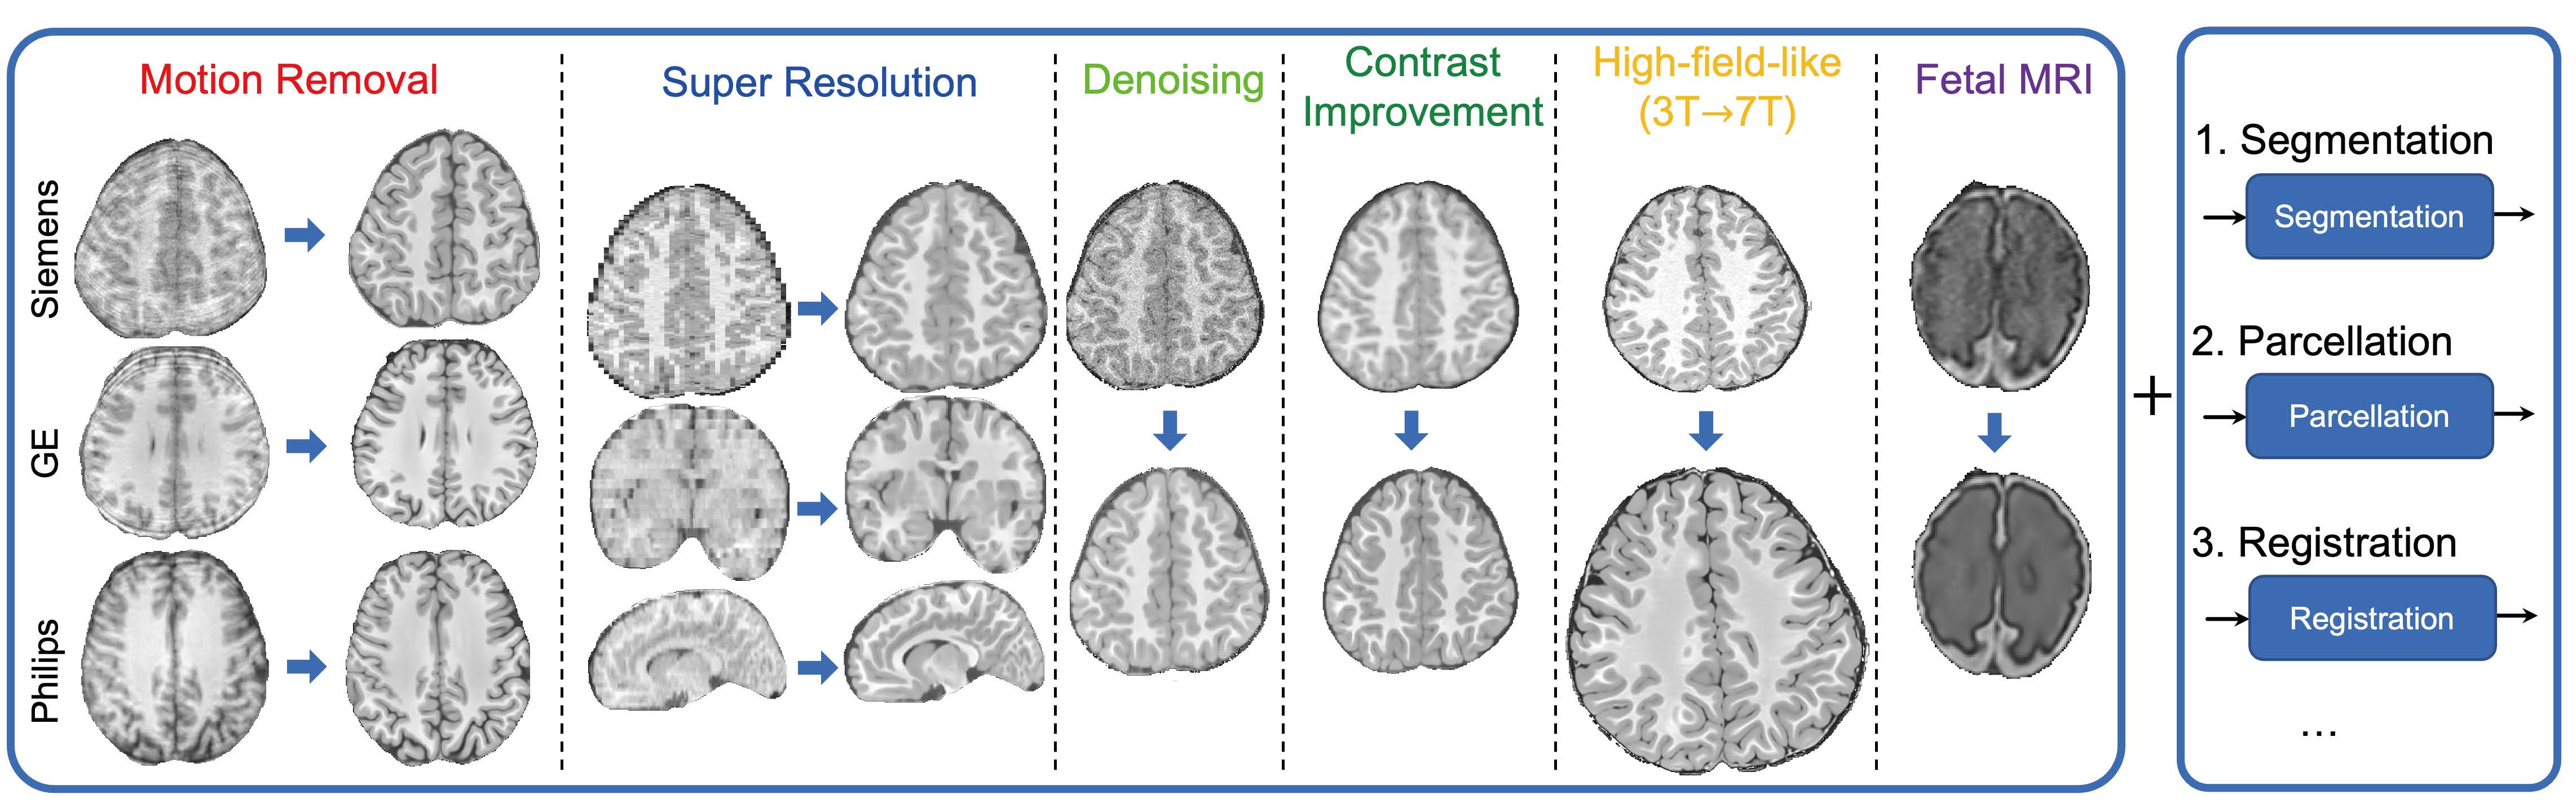 Motion Removal
Super Resolution
Denoising
Contrast
Improvement
High-field-like
(3T→7T)
Fetal MRI
Siemens
GE
Philips
+
1. Segmentation
Segmentation
2. Parcellation
Parcellation
3. Registration
Registration
...